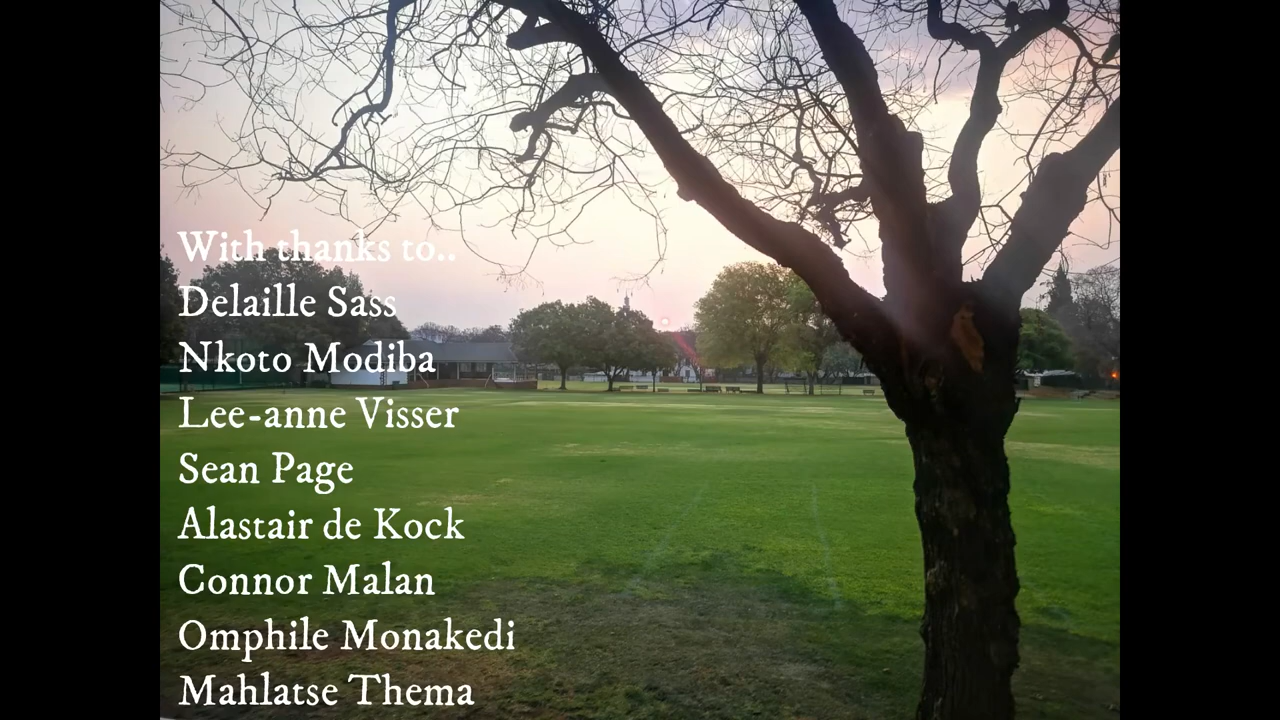 With thanks to..
Delaille Sass
Nkoto Modiba
Lee-anne Visser
Sean Page
Alastair de Kock
Connor Malan
Omphile Monakedi
Mahlatse Thema